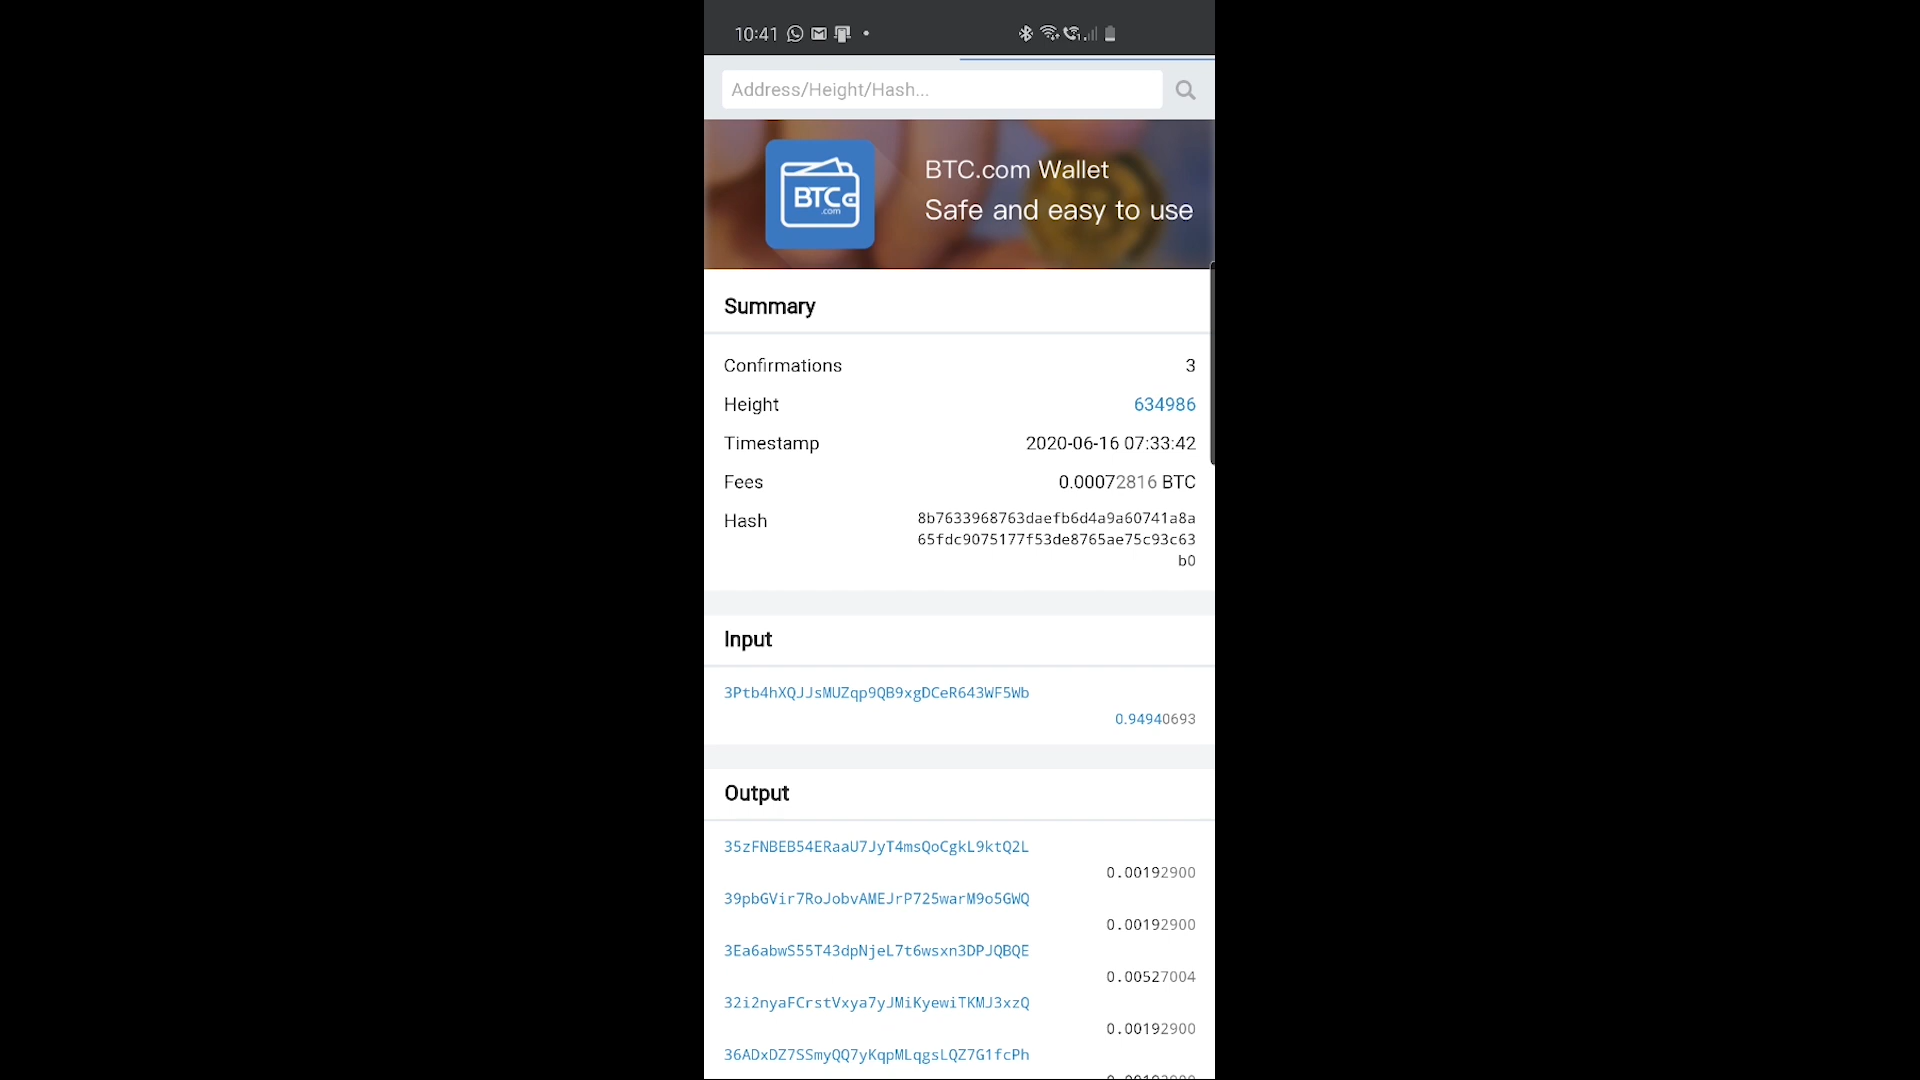 10:41
Address/Height/Hash...
BTC.com Wallet
BTC
.com
Safe and easy to use
Summary
Confirmations 3
Height 634986
Timestamp 2020-06-16 07:33:42
Fees 0.00072816 BTC
Hash 8b7633968763daefb6d4a9a60741a8a
65fdc9075177f53de8765ae75c93c63
b0
Input
3Ptb4hXQJJsMUZqp9QB9xgDCeR643WF5Wb
0.94940693
Output
35zFNBEB54ERaaU7JyT4msQoCgkL9ktQ2L
0.00192900
39pbGVir7RoJobvAMEJrP725warM9o5GWQ
0.00192900
3Ea6abwS55T43dpNjeL7t6wsxn3DPJQBQE
0.00527004
32i2nyaFCrstVxya7yJMiKyewiTKMJ3xzQ
0.00192900
36ADxDZ7SSmyQQ7yKqpMLqgsLQZ7G1fcPh